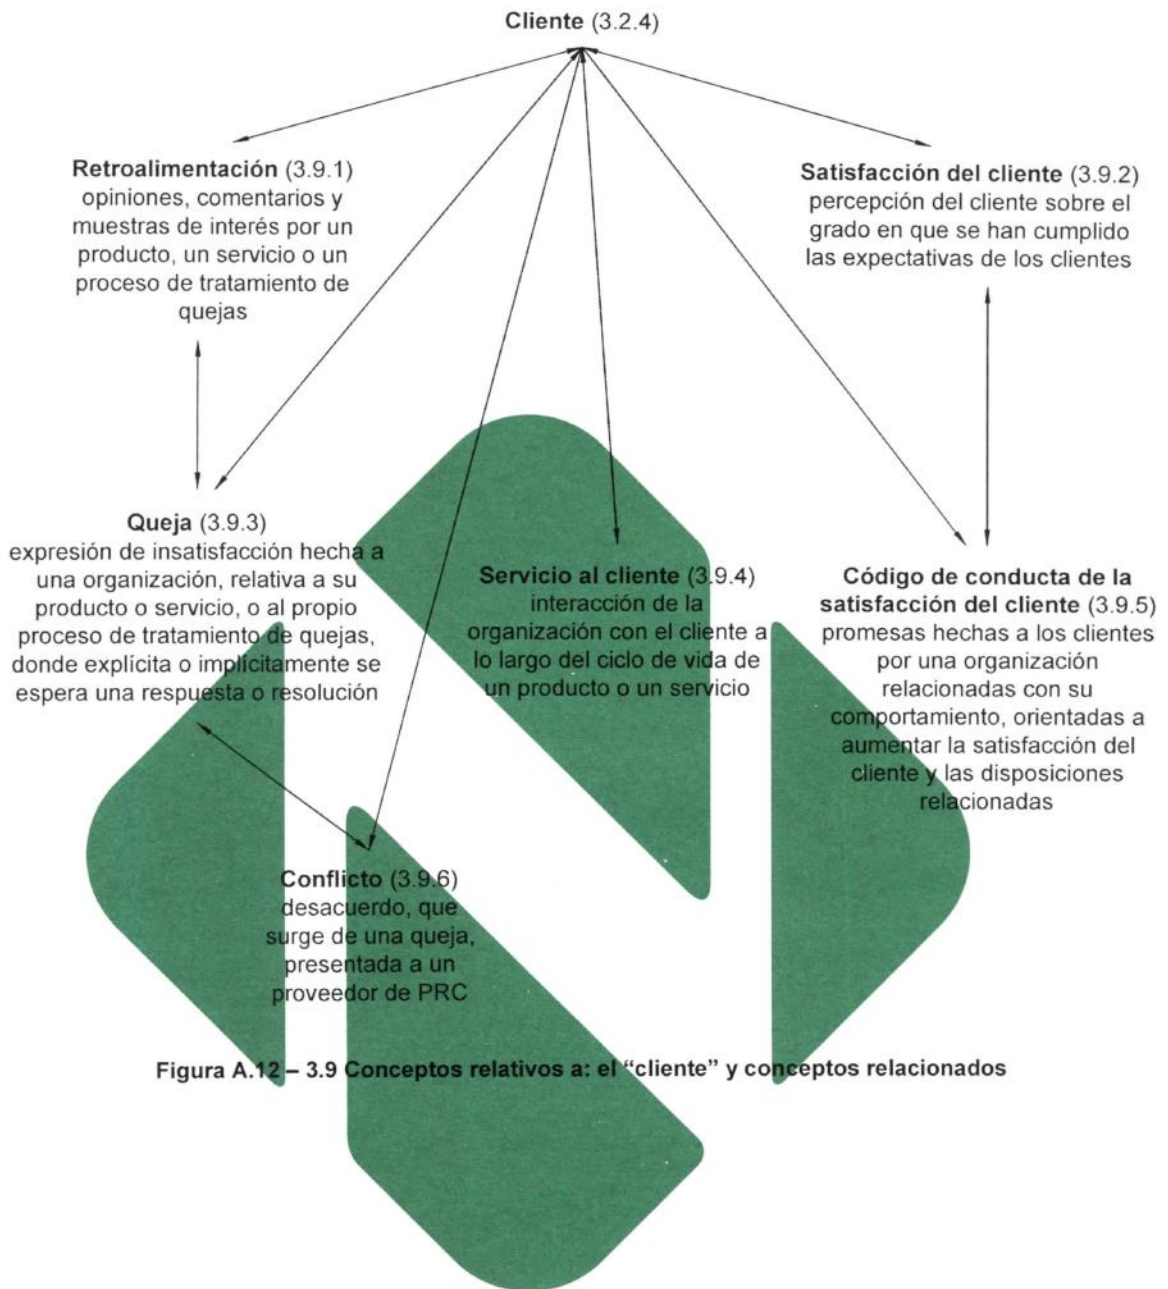 Cliente (3.2.4)
Retroalimentación (3.9.1)
opiniones, comentarios y
muestras de interés por un
producto, un servicio o un
proceso de tratamiento de
quejas
Satisfacción del cliente (3.9.2)
percepción del cliente sobre el
grado en que se han cumplido
las expectativas de los clientes
Queja (3.9.3)
expresión de insatisfacción hecha a
una organización, relativa a su
producto o servicio, o al propio
proceso de tratamiento de quejas,
donde explícita o implícitamente se
espera una respuesta o resolución
Servicio al cliente (3.9.4)
interacción de la
organización con el cliente a
lo largo del ciclo de vida de
un producto o un servicio
Código de conducta de la
satisfacción del cliente (3.9.5)
promesas hechas a los clientes
por una organización
relacionadas con su
comportamiento, orientadas a
aumentar la satisfacción del
cliente y las disposiciones
relacionadas
Conflicto (3.9.6)
desacuerdo, que
surge de una queja,
presentada a un
proveedor de PRC
Figura A.12 – 3.9 Conceptos relativos a: el “cliente” y conceptos relacionados